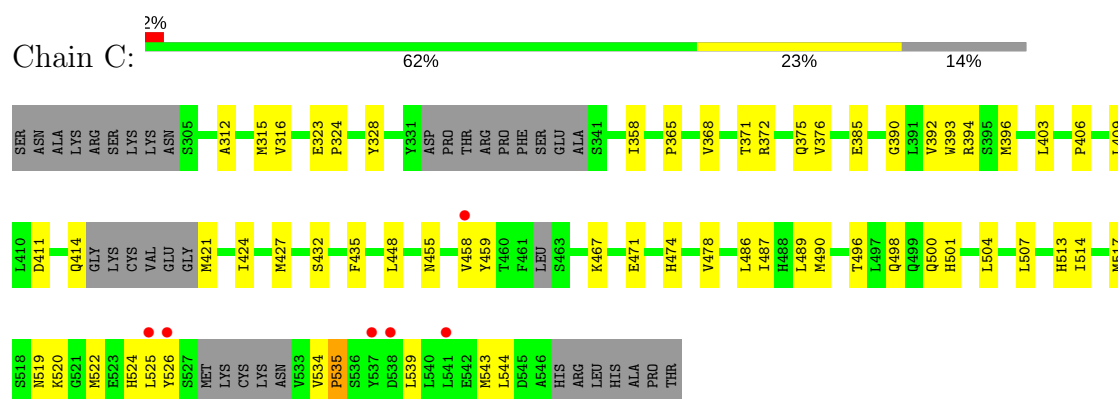 2%
Chain C:
62% 23% 14%
SER ASN ALA LYS ARG SER LYS LYS ASN S305 A312 M315 V316 E323 P324 Y328 Y331 ASP PRO THR ARG PRO PHE SER GLU ALA S341 I358 P365 V368 T371 R372 Q375 V376 E385 G390 L391 V392 W393 R394 S395 M396 L403 P406 L409
L410 D411 Q414 GLY LYS CYS VAL GLU GLY M421 I424 M427 S432 F435 L448 N455 V458 Y459 T460 F461 LEU S463 K467 E471 H474 V478 L486 I487 H488 L489 M490 T496 L497 Q498 Q499 Q500 H501 L504 L507 H513 I514 M517
S518 N519 K520 G521 M522 E523 H524 L525 Y526 S527 MET LYS CYS LYS ASN V533 V534 P535 S536 Y537 D538 L539 L540 L541 E542 M543 L544 D545 A546 HIS ARG LEU HIS ALA PRO THR